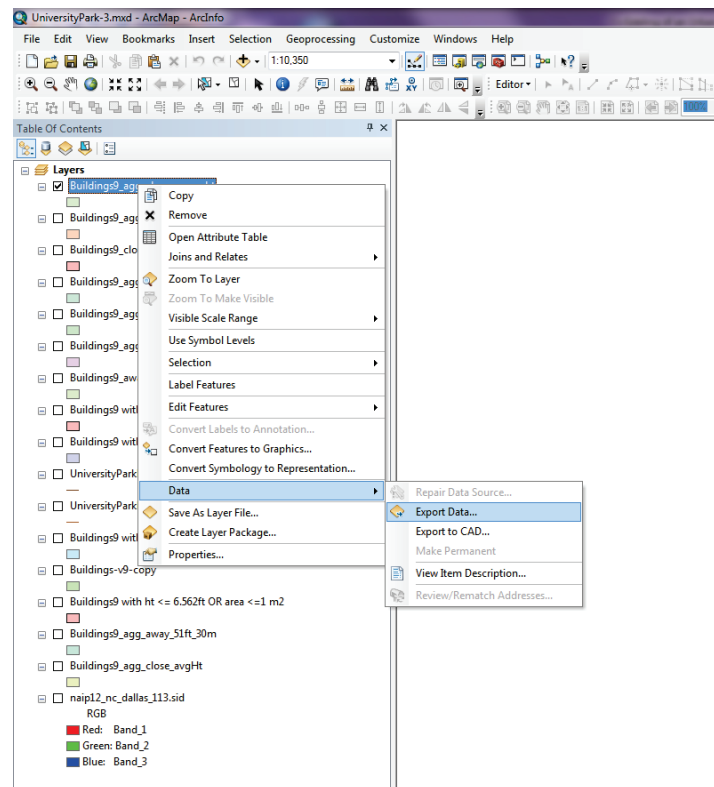 UniversityPark-3.mxd - ArcMap - ArcInfo
File Edit View Bookmarks Insert Selection Geoprocessing Customize Windows Help
1:10,350
Editor
100%
Table Of Contents
Layers
Buildings9_agg
Copy
Remove
Buildings9_agg
Open Attribute Table
Buildings9_clo
Joins and Relates
Buildings9_agg
Zoom To Layer
Zoom To Make Visible
Buildings9_agg
Visible Scale Range
Use Symbol Levels
Buildings9_agg
Selection
Buildings9_aw
Label Features
Buildings9 with
Edit Features
Convert Labels to Annotation...
Buildings9 with
Convert Features to Graphics...
Convert Symbology to Representation...
UniversityPark
Data
Repair Data Source...
UniversityPark
Save As Layer File...
Export Data...
Create Layer Package...
Export to CAD...
Buildings9 with
Properties...
Make Permanent
Buildings-v9-copy
View Item Description...
Review/Rematch Addresses...
Buildings9 with ht <= 6.562ft OR area <=1 m2
Buildings9_agg_away_51ft_30m
Buildings9_agg_close_avgHt
naip12_nc_dallas_113.sid
RGB
Red: Band_1
Green: Band_2
Blue: Band_3